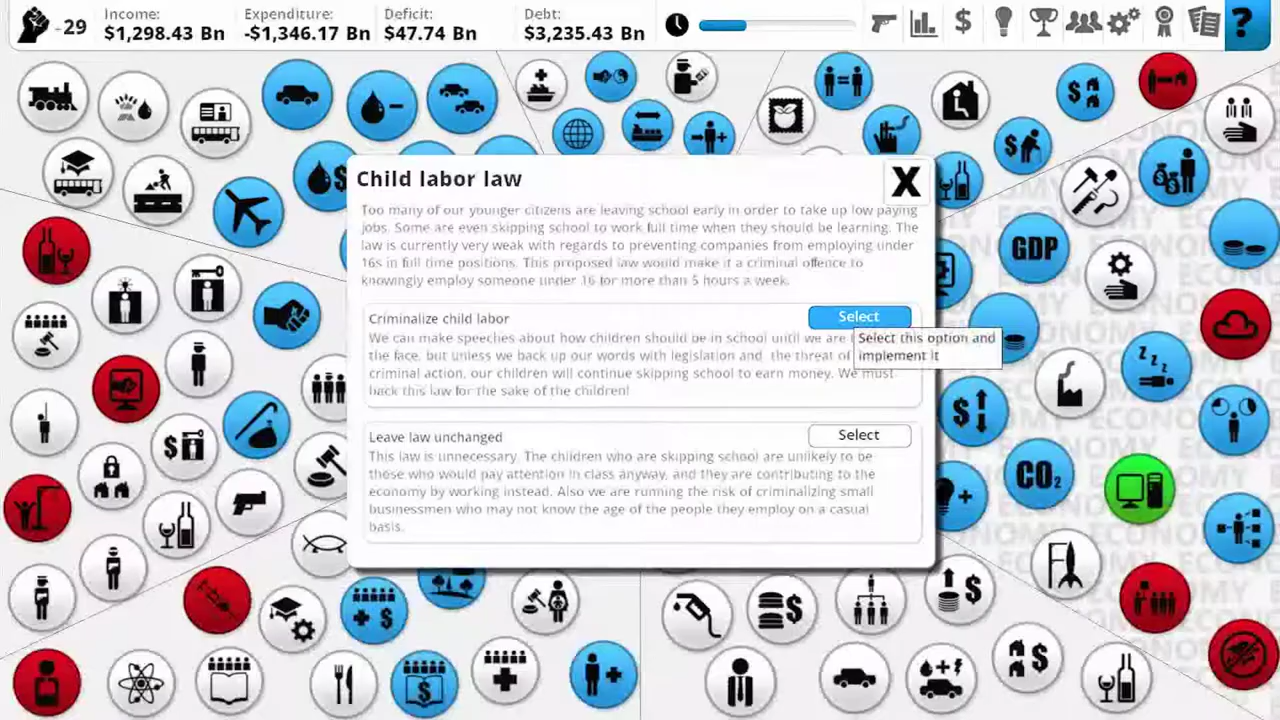 Income: Expenditure: Deficit: Debt:
-29 $1,298.43 Bn -$1,346.17 Bn $47.74 Bn $3,235.43 Bn ?
Child labor law X
Too many of our younger citizens are leaving school early in order to take up low paying
jobs. Some are even skipping school to work full time when they should be learning. The
law is currently very weak with regards to preventing companies from employing under
16s in full time positions. This proposed law would make it a criminal offence to
knowingly employ someone under 16 for more than 5 hours a week.
Criminalize child labor Select
We can make speeches about how children should be in school until we are
the face, but unless we back up our words with legislation and the threat of
criminal action, our children will continue skipping school to earn money. We must
back this law for the sake of the children!
Select this option and
implement it
Leave law unchanged Select
This law is unnecessary. The children who are skipping school are unlikely to be
those who would pay attention in class anyway, and they are contributing to the
economy by working instead. Also we are running the risk of criminalizing small
businessmen who may not know the age of the people they employ on a casual
basis.
GDP
CO2
Z Z Z
ECONOMY